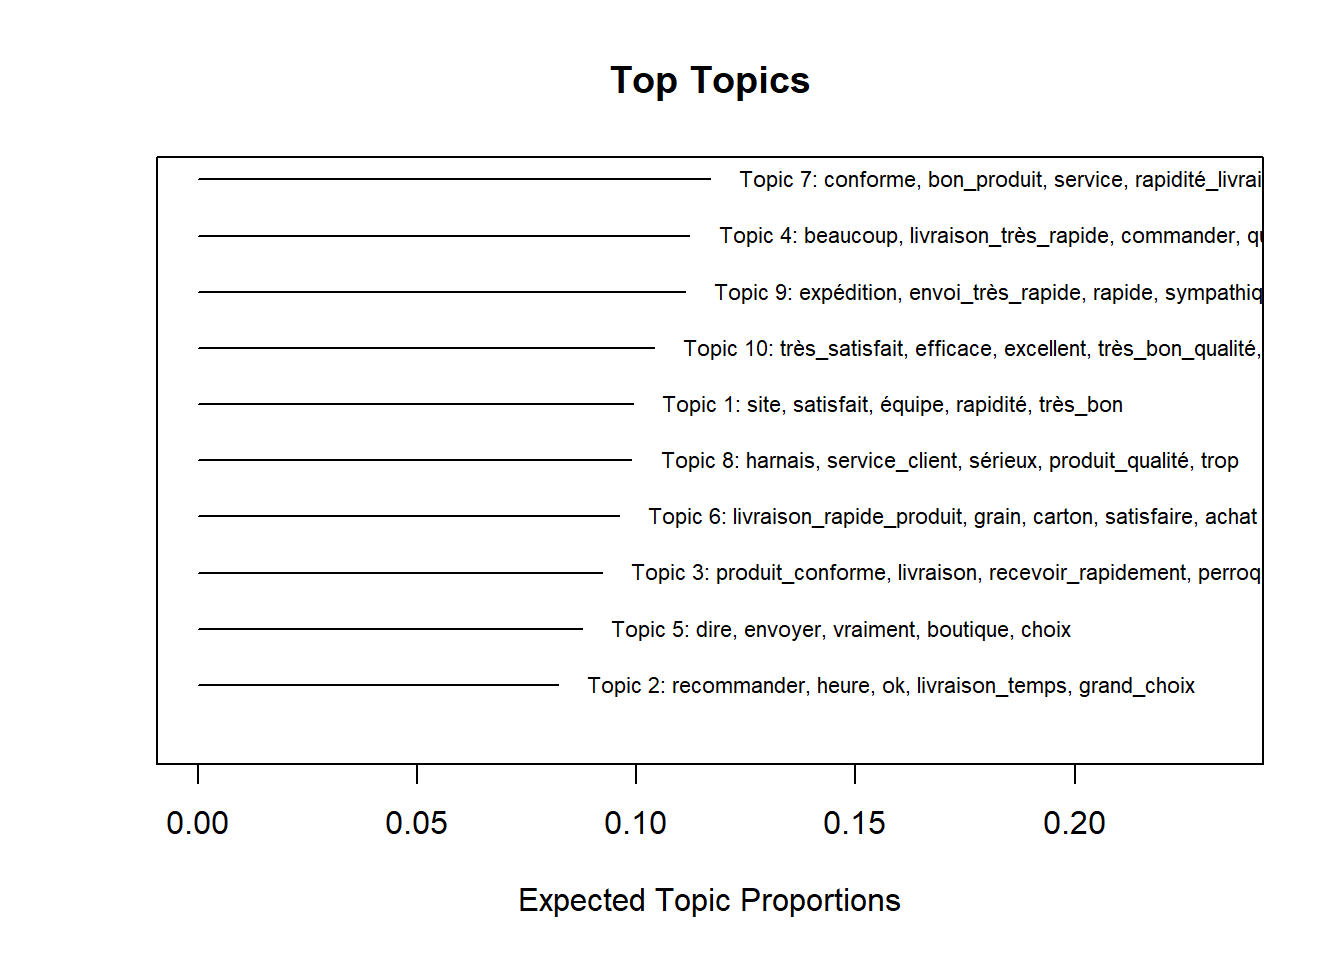 Top Topics
Topic 7: conforme, bon_produit, service, rapidité_livrai
Topic 4: beaucoup, livraison_très_rapide, commander, qu
Topic 9: expédition, envoi_très_rapide, rapide, sympathiq
Topic 10: très_satisfait, efficace, excellent, très_bon_qualité,
Topic 1: site, satisfait, équipe, rapidité, très_bon
Topic 8: harnais, service_client, sérieux, produit_qualité, trop
Topic 6: livraison_rapide_produit, grain, carton, satisfaire, achat
Topic 3: produit_conforme, livraison, recevoir_rapidement, perroq
Topic 5: dire, envoyer, vraiment, boutique, choix
Topic 2: recommander, heure, ok, livraison_temps, grand_choix
0.00 0.05 0.10 0.15 0.20
Expected Topic Proportions